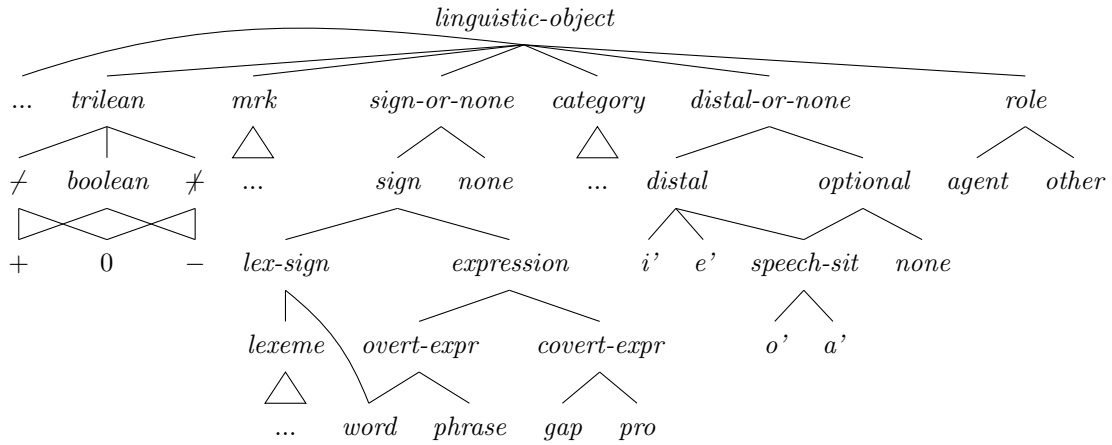 linguistic-object
... trilean mrk sign-or-none category distal-or-none role
−̸ boolean +̸ ... sign none ... distal optional agent other
+ 0 − lex-sign expression i’ e’ speech-sit none
lexeme overt-expr covert-expr o’ a’
... word phrase gap pro